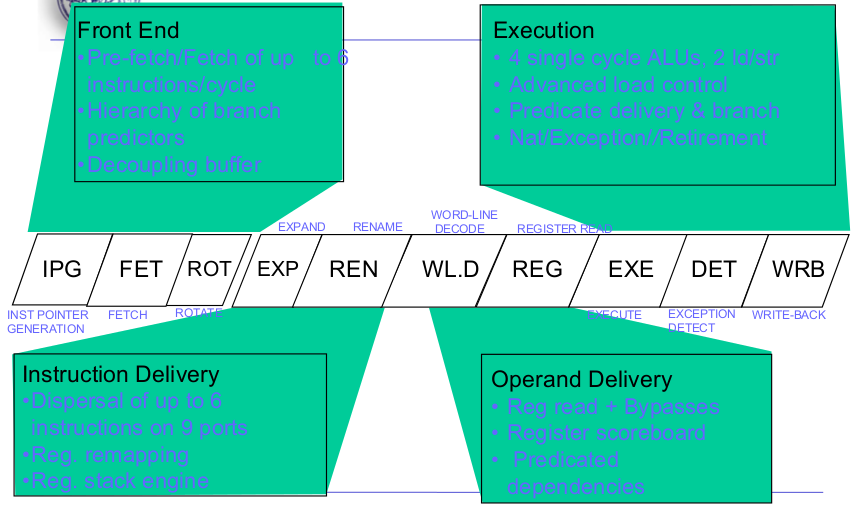 Front End
•Pre-fetch/Fetch of up to 6
instructions/cycle
•Hierarchy of branch
predictors
•Decoupling buffer
Execution
• 4 single cycle ALUs, 2 ld/str
• Advanced load control
• Predicate delivery & branch
• Nat/Exception//Retirement
EXPAND
RENAME
WORD-LINE
DECODE
REGISTER READ
IPG
FET
ROT
EXP
REN
WL.D
REG
EXE
DET
WRB
INST POINTER
GENERATION
FETCH
ROTATE
EXECUTE
EXCEPTION
DETECT
WRITE-BACK
Instruction Delivery
•Dispersal of up to 6
instructions on 9 ports
•Reg. remapping
•Reg. stack engine
Operand Delivery
• Reg read + Bypasses
• Register scoreboard
• Predicated
dependencies